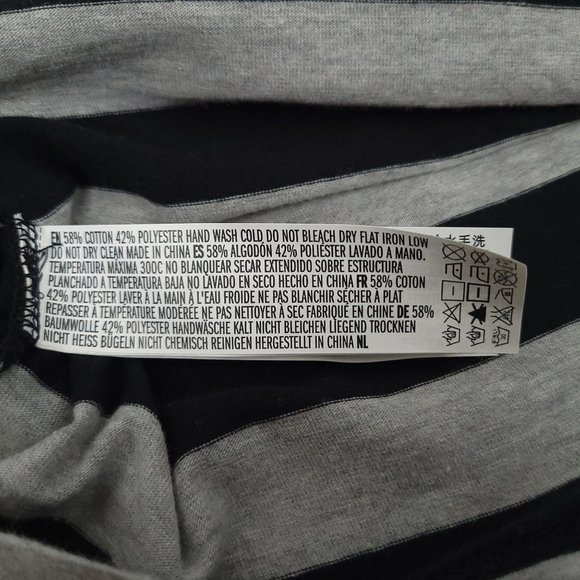 EN 58% COTTON 42% POLYESTER HAND WASH COLD DO NOT BLEACH DRY FLAT IRON LOW
DO NOT DRY CLEAN MADE IN CHINA ES 58% ALGODÓN 42% POLIÉSTER LAVADO A MANO.
TEMPERATURA MÁXIMA 300C NO BLANQUEAR SECAR EXTENDIDO SOBRE ESTRUCTURA
PLANCHADO A TEMPERATURA BAJA NO LAVADO EN SECO HECHO EN CHINA FR 58% COTON
42% POLYESTER LAVER À LA MAIN À L'EAU FROIDE NE PAS BLANCHIR SÉCHER À PLAT
REPASSER À TEMPÉRATURE MODÉRÉE NE PAS NETTOYER À SEC FABRIQUÉ EN CHINE DE 58%
BAUMWOLLE 42% POLYESTER HANDWÄSCHE KALT NICHT BLEICHEN LIEGEND TROCKNEN
NICHT HEISS BÜGELN NICHT CHEMISCH REINIGEN HERGESTELLT IN CHINA NL
水手洗